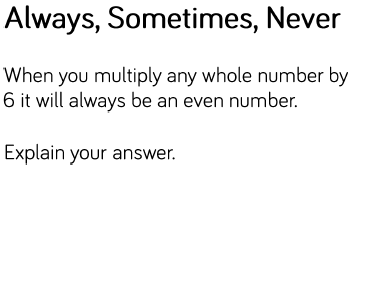 Always, Sometimes, Never
When you multiply any whole number by
6 it will always be an even number.
Explain your answer.